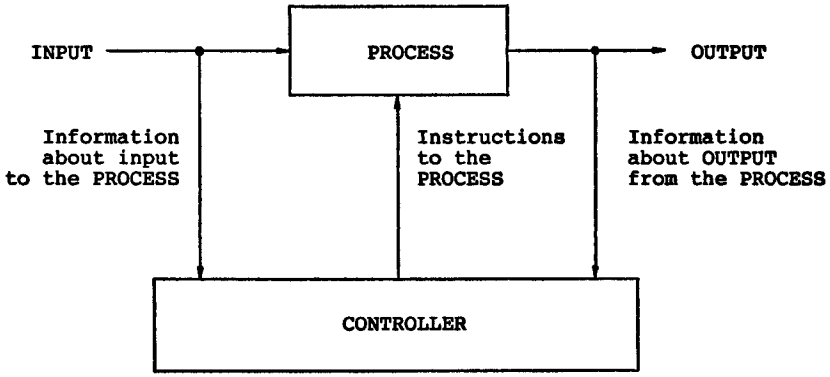 INPUT
PROCESS
OUTPUT
Information
about input
to the PROCESS
Instructions
to the
PROCESS
Information
about OUTPUT
from the PROCESS
CONTROLLER